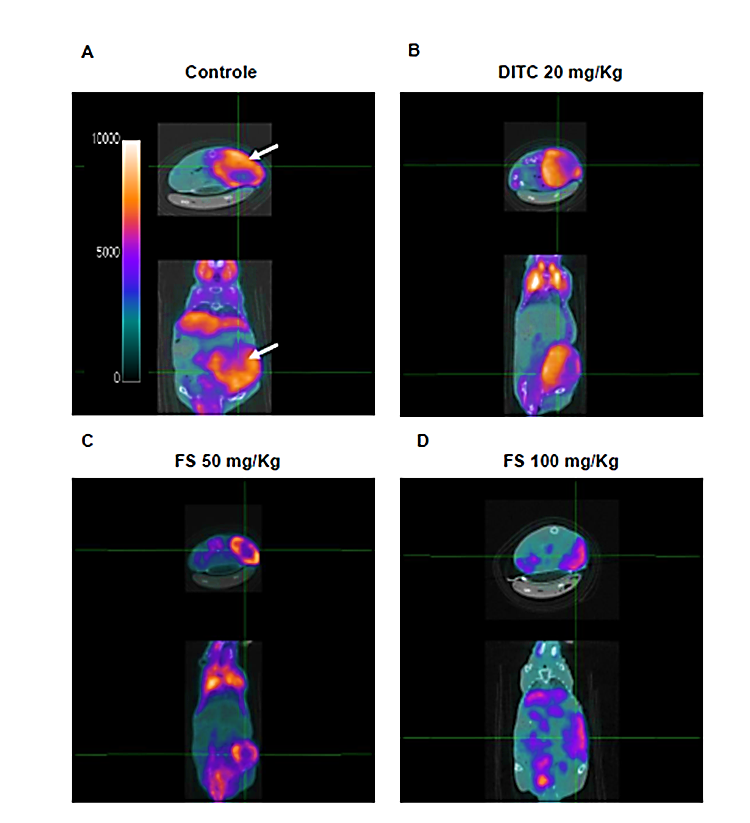 A
Controle
B
DITC 20 mg/Kg
10000
5000
0
C
FS 50 mg/Kg
D
FS 100 mg/Kg